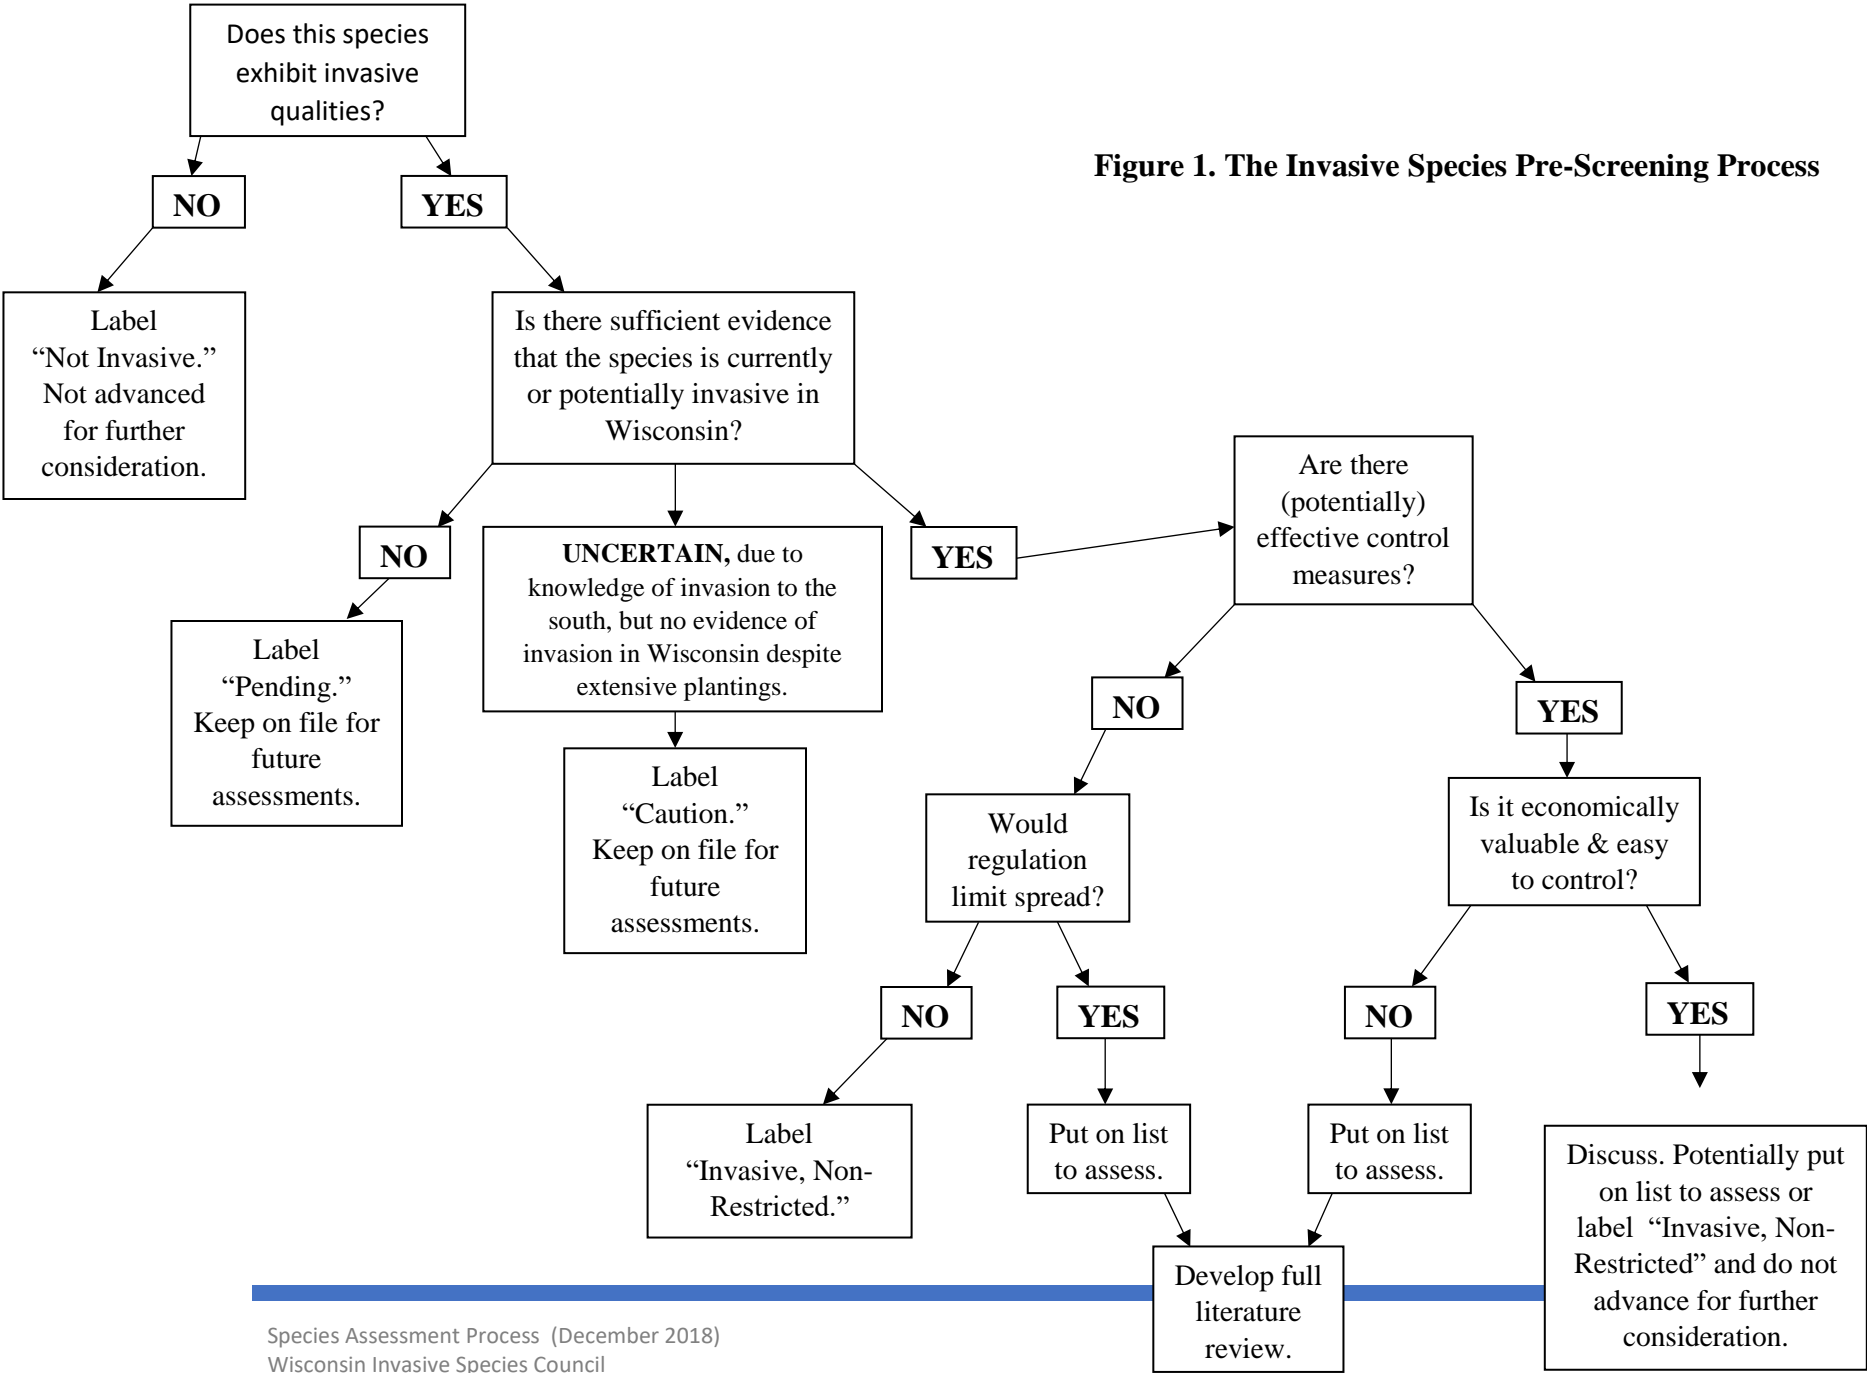 Does this species
exhibit invasive
qualities?
Figure 1. The Invasive Species Pre-Screening Process
NO
YES
Label
“Not Invasive.”
Not advanced
for further
consideration.
Is there sufficient evidence
that the species is currently
or potentially invasive in
Wisconsin?
Are there
(potentially)
effective control
measures?
NO
UNCERTAIN, due to
knowledge of invasion to the
south, but no evidence of
invasion in Wisconsin despite
extensive plantings.
YES
Label
“Pending.”
Keep on file for
future
assessments.
NO
YES
Label
“Caution.”
Keep on file for
future
assessments.
Would
regulation
limit spread?
Is it economically
valuable & easy
to control?
NO
YES
NO
YES
Label
“Invasive, Non-
Restricted.”
Put on list
to assess.
Put on list
to assess.
Discuss. Potentially put
on list to assess or
label “Invasive, Non-
Restricted” and do not
advance for further
consideration.
Develop full
literature
review.
Species Assessment Process (December 2018)
Wisconsin Invasive Species Council